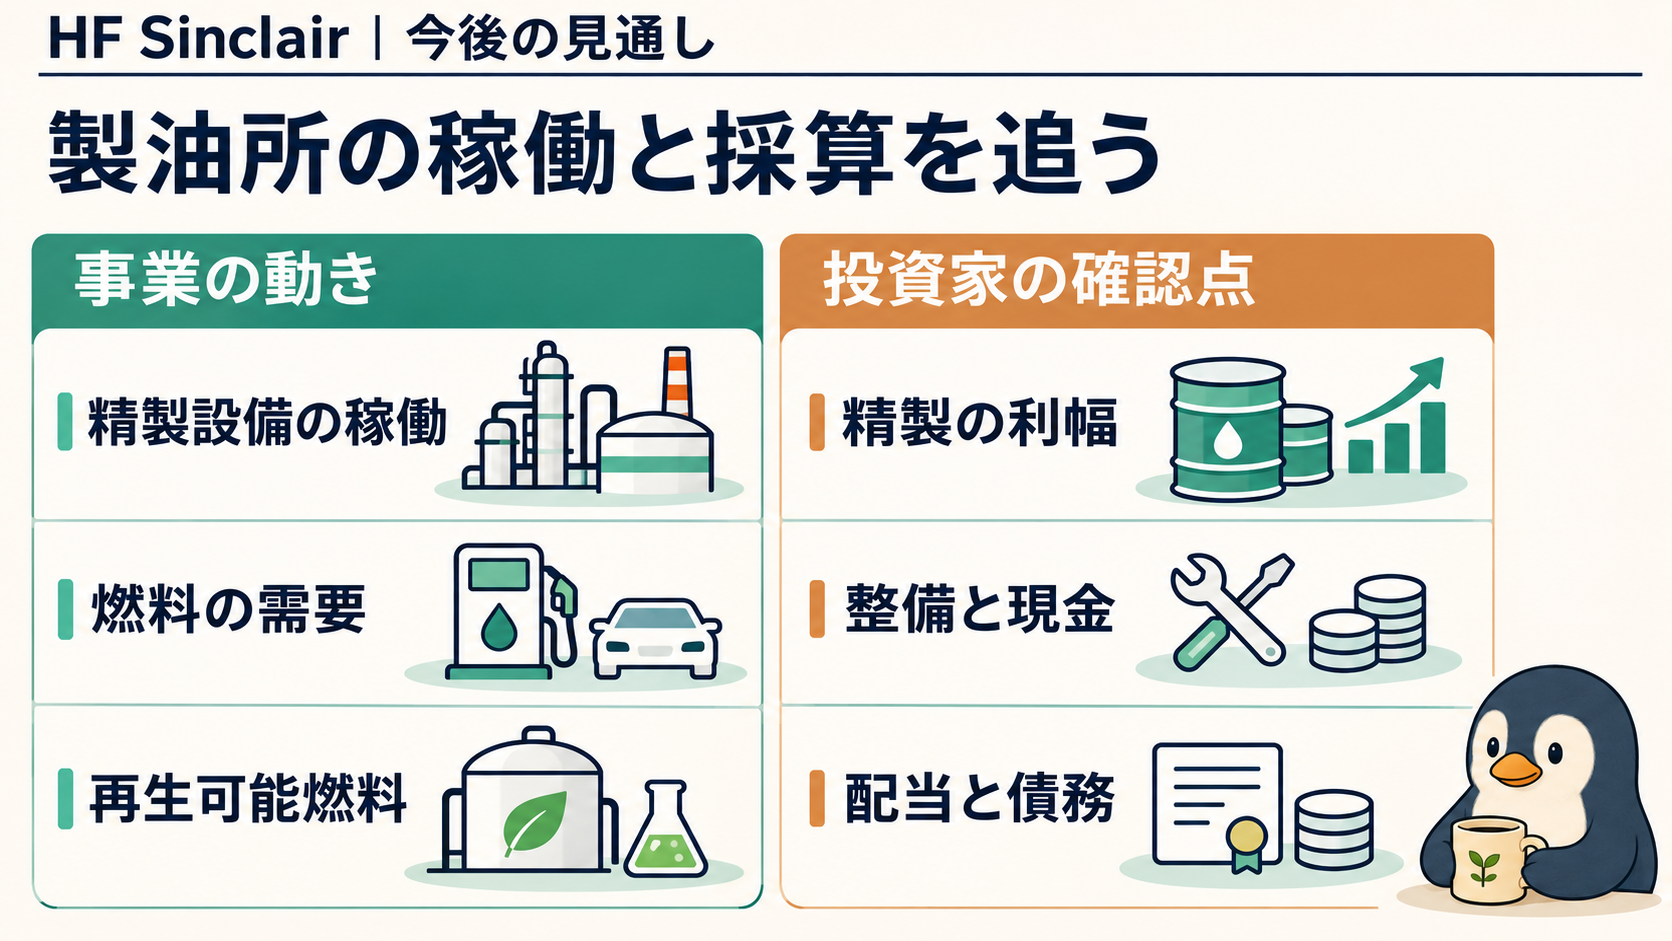 HF Sinclair | 今後の見通し
製油所の稼働と採算を追う
事業の動き
精製設備の稼働
燃料の需要
再生可能燃料
投資家の確認点
精製の利幅
整備と現金
配当と債務